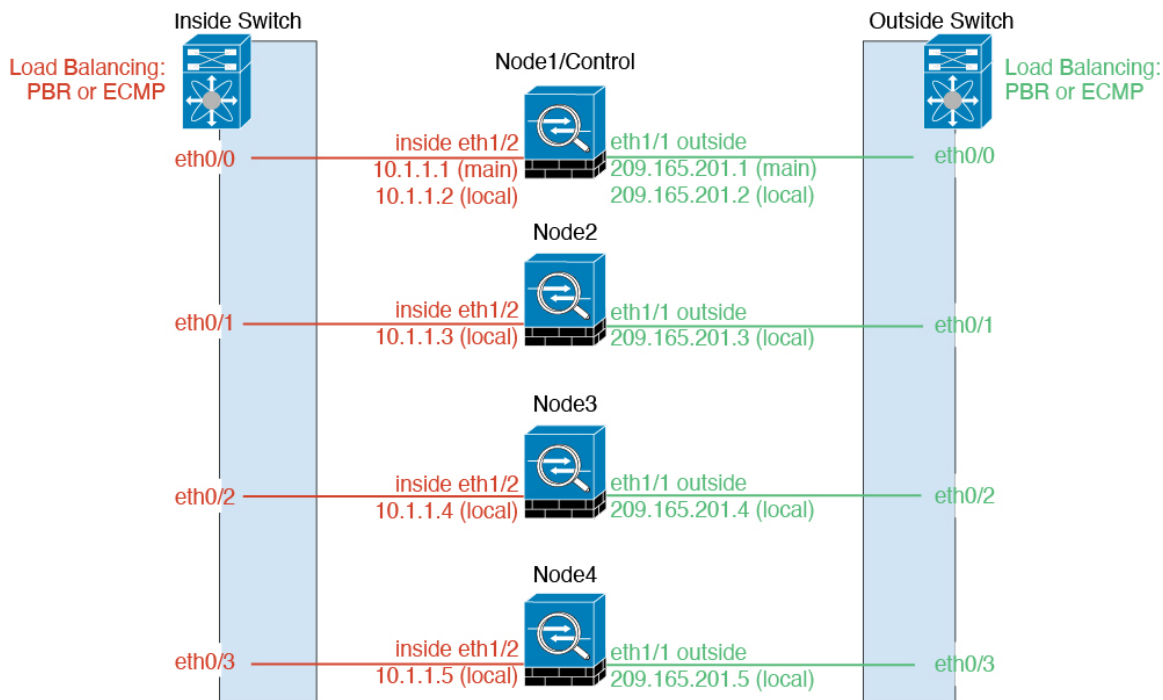 Inside Switch
Outside Switch
Load Balancing:
PBR or ECMP
Node1/Control
Load Balancing:
PBR or ECMP
eth0/0
inside eth1/2
10.1.1.1 (main)
10.1.1.2 (local)
eth1/1 outside
209.165.201.1 (main)
209.165.201.2 (local)
eth0/0
Node2
eth0/1
inside eth1/2
10.1.1.3 (local)
eth1/1 outside
209.165.201.3 (local)
eth0/1
Node3
eth0/2
inside eth1/2
10.1.1.4 (local)
eth1/1 outside
209.165.201.4 (local)
eth0/2
Node4
eth0/3
inside eth1/2
10.1.1.5 (local)
eth1/1 outside
209.165.201.5 (local)
eth0/3